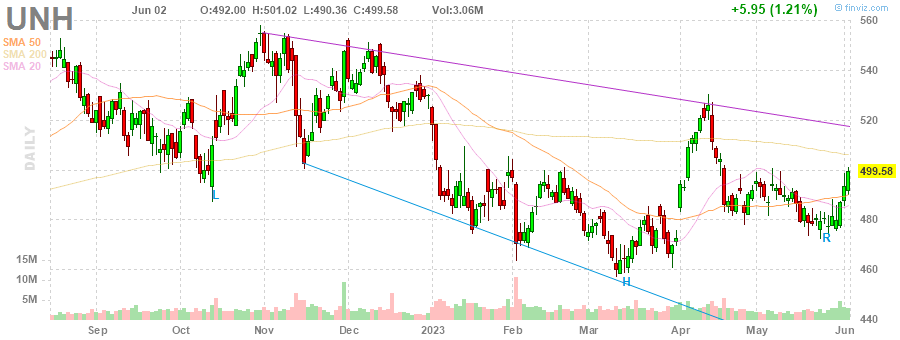 UNH Jun 02 O:492.00 H:501.02 L:490.36 C:499.58 Vol:3.06M +5.95 (1.21%) © finviz.com
SMA 50
SMA 200
SMA 20
DAILY
560
540
520
499.58
480
460
440
15M
10M
5M
L
H
R
Sep Oct Nov Dec 2023 Feb Mar Apr May Jun